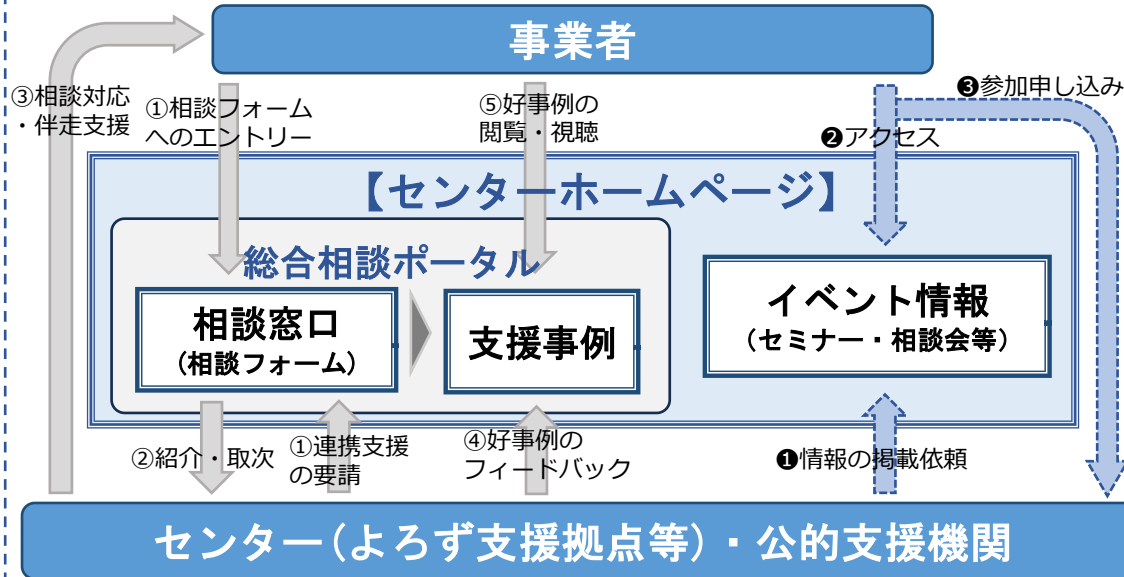 事業者
③相談対応
・伴走支援
①相談フォーム
へのエントリー
⑤好事例の
閲覧・視聴
❸参加申し込み
❷アクセス
【センターホームページ】
総合相談ポータル
相談窓口
(相談フォーム)
支援事例
イベント情報
(セミナー・相談会等)
②紹介・取次
①連携支援
の要請
④好事例の
フィードバック
❶情報の掲載依頼
センター(よろず支援拠点等)・公的支援機関